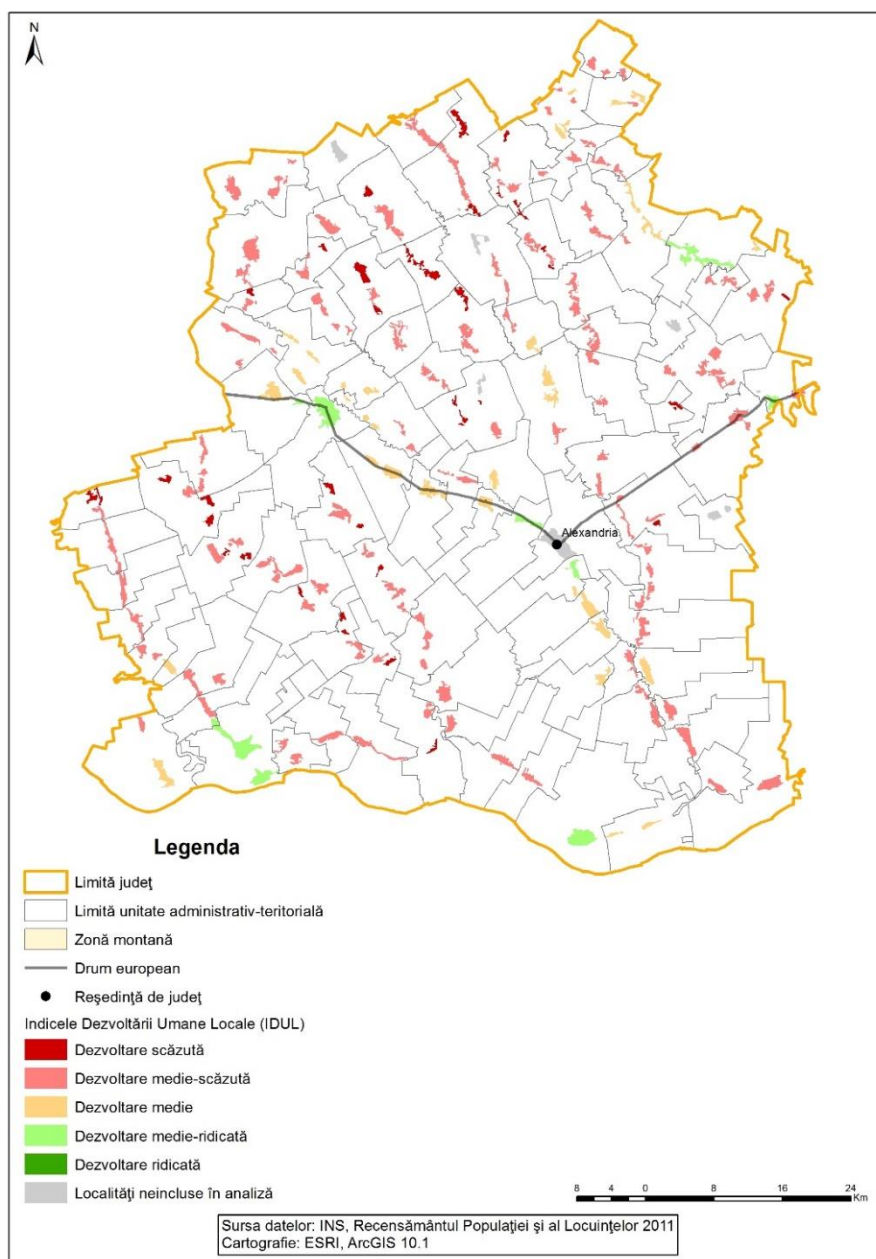 N
Alexandria
Legenda
Limită judeţ
Limită unitate administrativ-teritorială
Zonă montană
Drum european
Reşedinţă de judeţ
Indicele Dezvoltării Umane Locale (IDUL)
Dezvoltare scăzută
Dezvoltare medie-scăzută
Dezvoltare medie
Dezvoltare medie-ridicată
Dezvoltare ridicată
Localităţi neincluse în analiză
8 4 0 8 16 24
Km
Sursa datelor: INS, Recensământul Populaţiei şi al Locuinţelor 2011
Cartografie: ESRI, ArcGIS 10.1